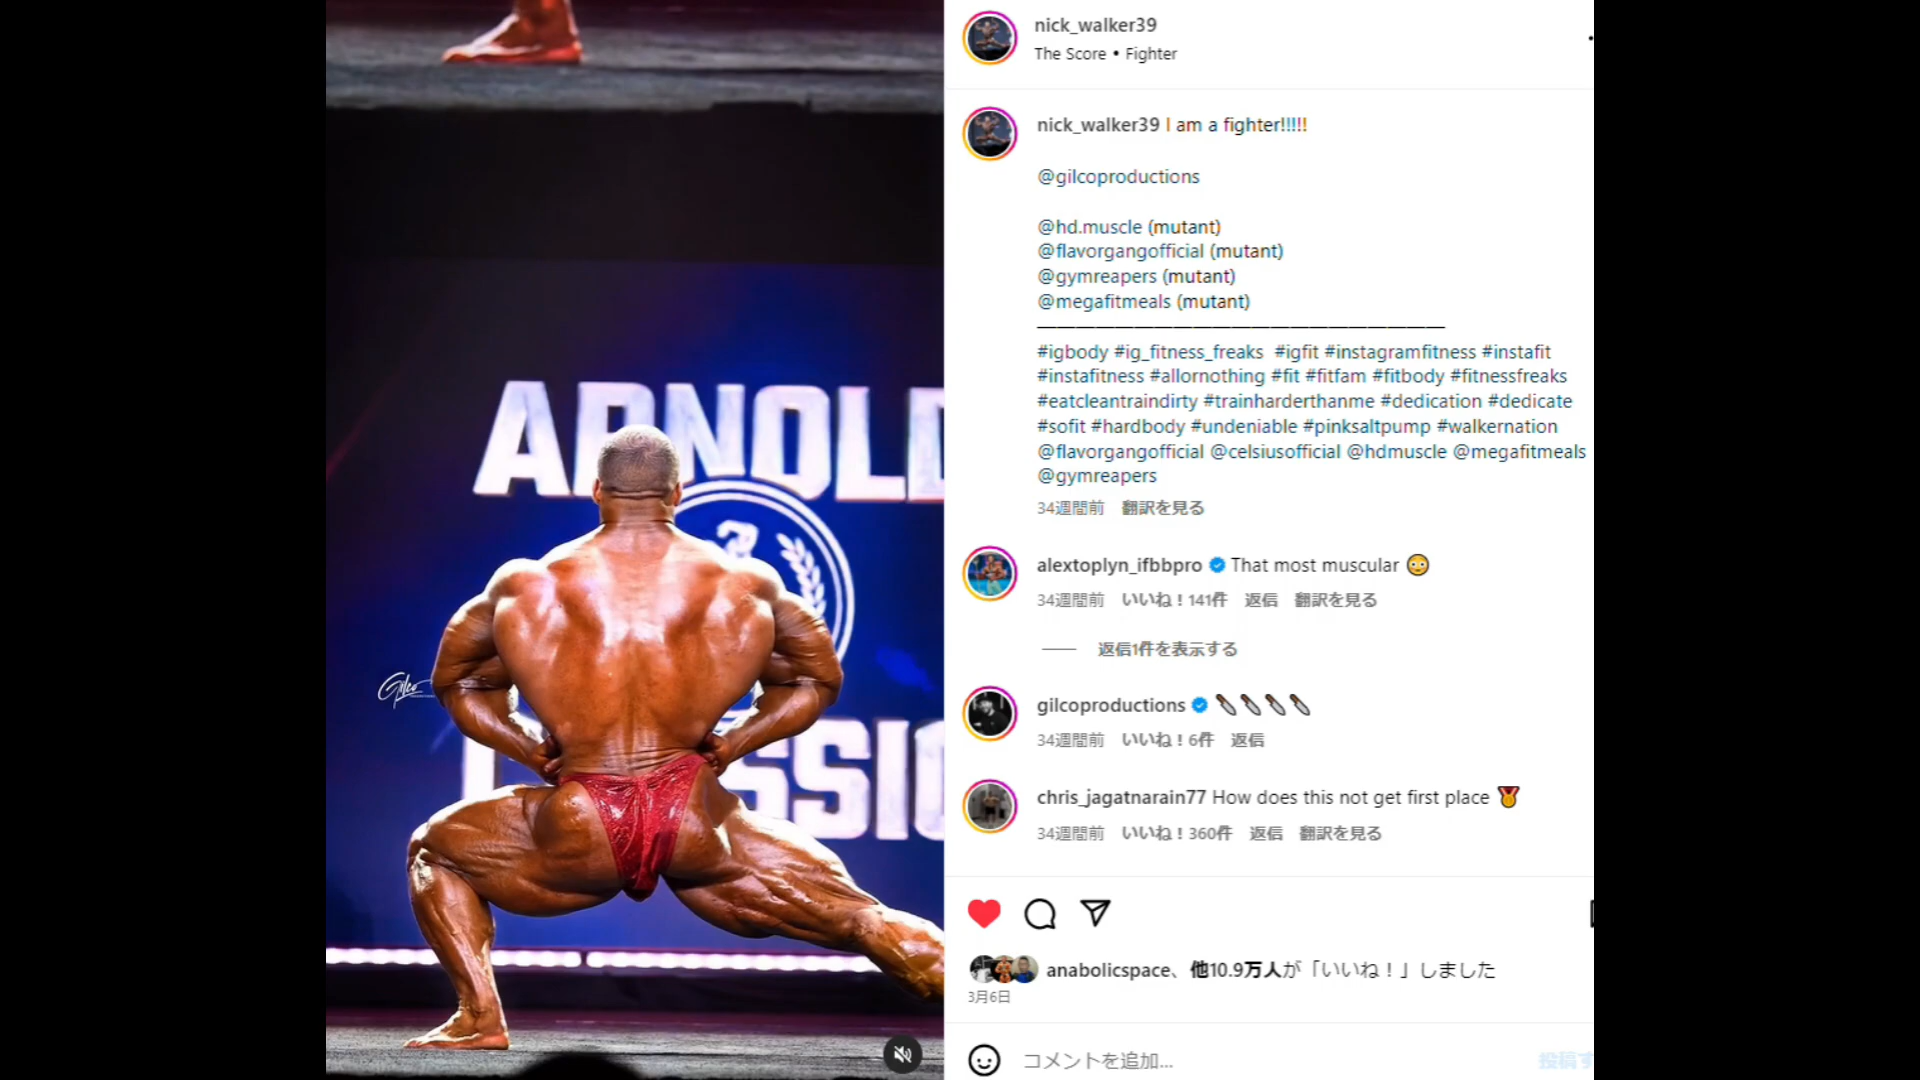 ARNOLD
SSIC
Gilco
nick_walker39
The Score • Fighter
nick_walker39 I am a fighter!!!!!
@gilcoproductions
@hd.muscle (mutant)
@flavorgangofficial (mutant)
@gymreapers (mutant)
@megafitmeals (mutant)
—————————————————————
#igbody #ig_fitness_freaks #igfit #instagramfitness #instafit
#instafitness #allornothing #fit #fitfam #fitbody #fitnessfreaks
#eatcleantraindirty #trainharderthanme #dedication #dedicate
#sofit #hardbody #undeniable #pinksaltpump #walkernation
@flavorgangofficial @celsiusofficial @hdmuscle @megafitmeals
@gymreapers
34週間前 翻訳を見る
alextoplyn_ifbbpro That most muscular 😳
34週間前 いいね！141件 返信 翻訳を見る
返信1件を表示する
gilcoproductions 🔪🔪🔪🔪
34週間前 いいね！6件 返信
chris_jagatnarain77 How does this not get first place 🏅
34週間前 いいね！360件 返信 翻訳を見る
anabolicspace、他10.9万人が「いいね！」しました
3月6日
コメントを追加...
投稿す